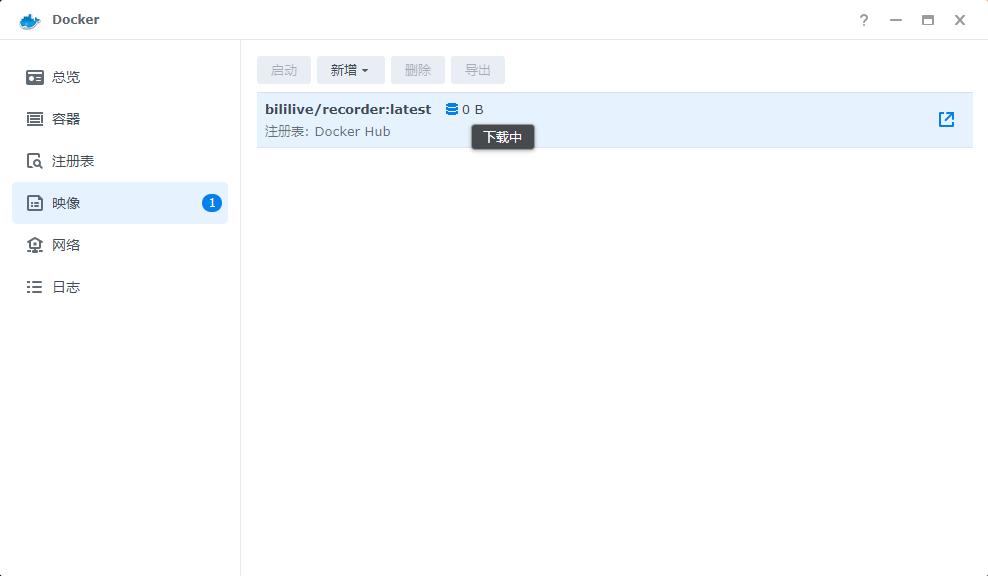 Docker
总览
容器
注册表
映像
1
网络
日志
启动
新增
删除
导出
bililive/recorder:latest 0 B
注册表: Docker Hub
下载中